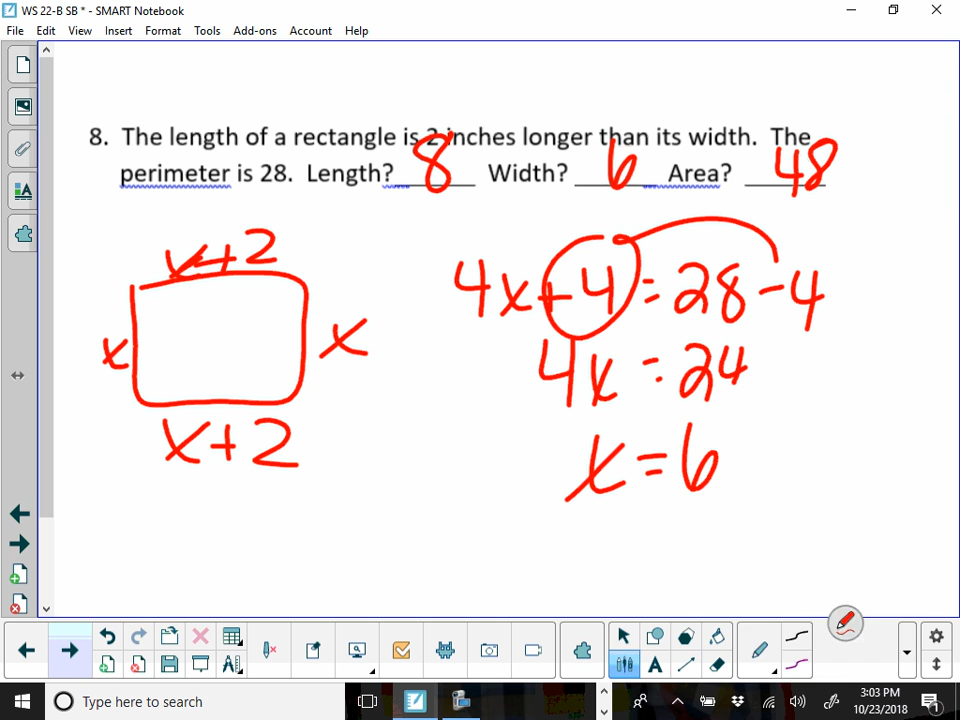 WS 22-B SB * - SMART Notebook
File Edit View Insert Format Tools Add-ons Account Help
8. The length of a rectangle is 2 inches longer than its width. The
perimeter is 28. Length? 8 Width? 6 Area? 48
x+2
x
x
x+2
4x+4=28-4
4x=24
x=6
A
Type here to search
3:03 PM
10/23/2018
1